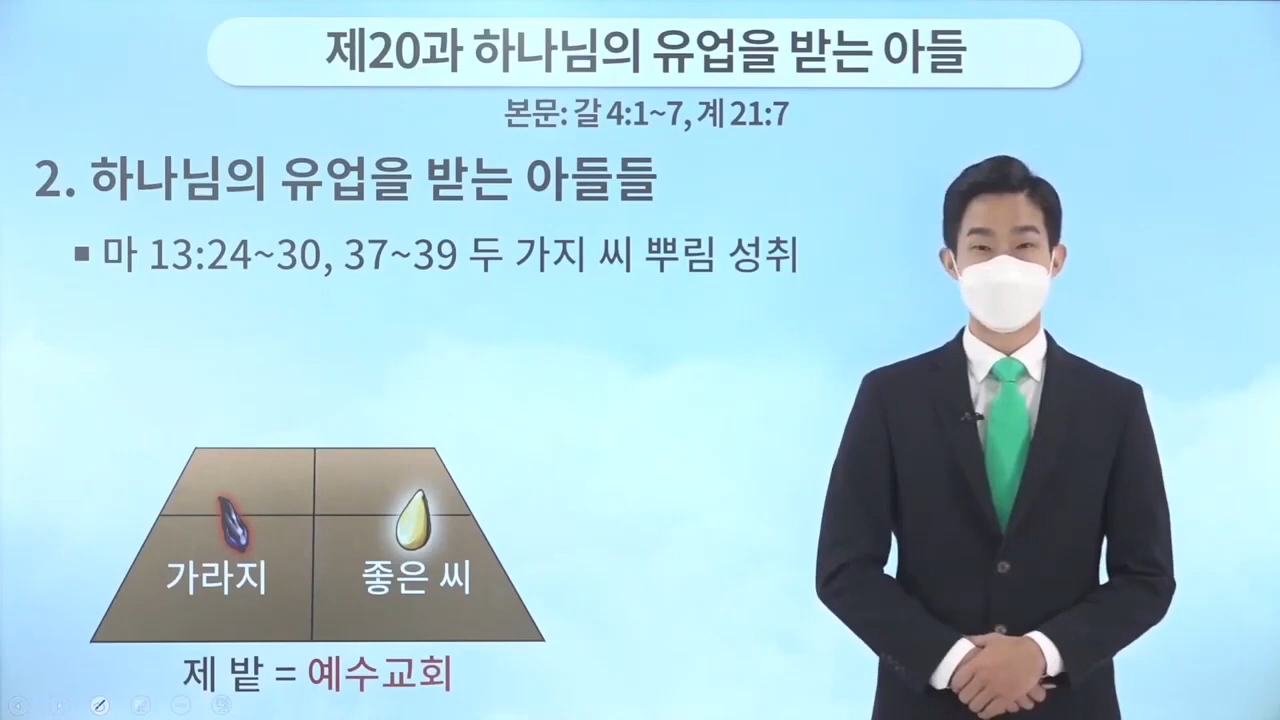 제20과 하나님의 유업을 받는 아들
본문: 갈 4:1~7, 계 21:7
2. 하나님의 유업을 받는 아들들
▪ 마 13:24~30, 37~39 두 가지 씨 뿌림 성취
가라지 좋은 씨
제 밭 = 예수교회